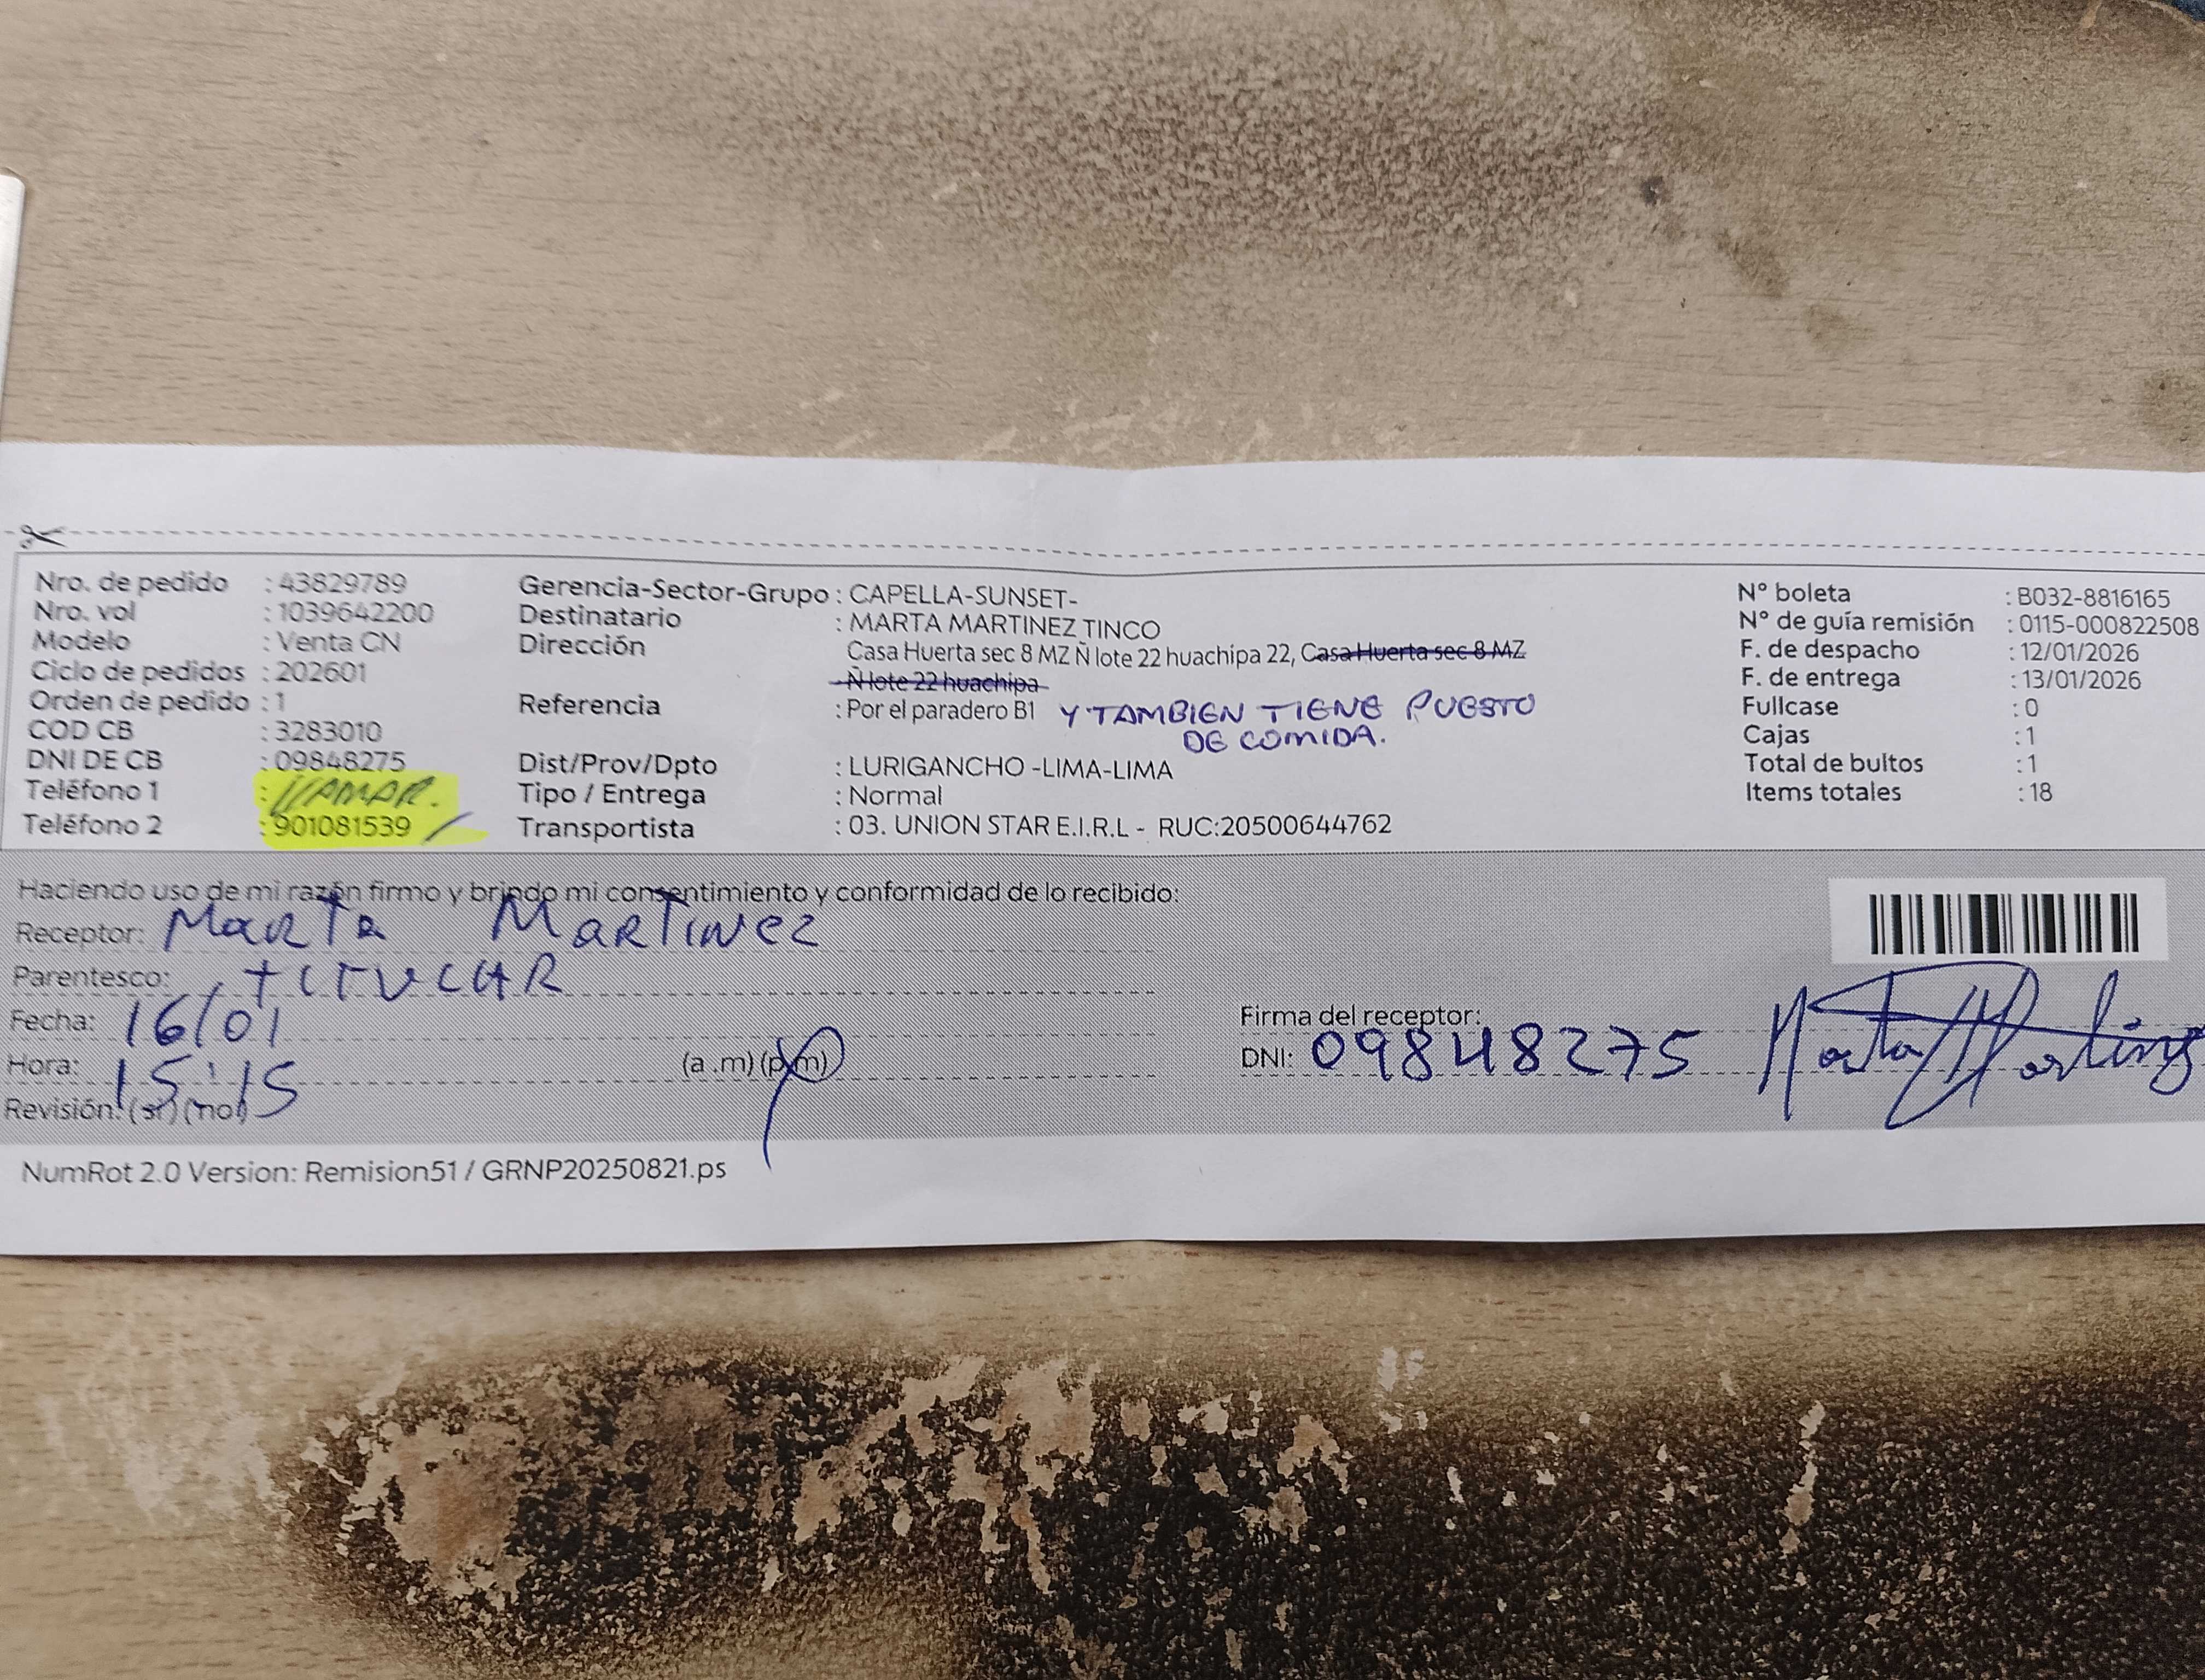 Nro. de pedido : 43829789
Nro. vol : 1039642200
Modelo : Venta CN
Ciclo de pedidos : 202601
Orden de pedido : 1
COD CB : 3283010
DNI DE CB : 09848275
Teléfono 1 : LLAMAR.
Teléfono 2 : 901081539
Gerencia-Sector-Grupo : CAPELLA-SUNSET-
Destinatario : MARTA MARTINEZ TINCO
Dirección Casa Huerta sec 8 MZ Ñ lote 22 huachipa 22, Casa Huerta sec 8 MZ
Ñ lote 22 huachipa
Referencia : Por el paradero B1 Y TAMBIEN TIENE PUESTO
DE COMIDA.
Dist/Prov/Dpto : LURIGANCHO -LIMA-LIMA
Tipo / Entrega : Normal
Transportista : 03. UNION STAR E.I.R.L - RUC:20500644762
N° boleta : B032-8816165
N° de guía remisión : 0115-000822508
F. de despacho : 12/01/2026
F. de entrega : 13/01/2026
Fullcase : 0
Cajas : 1
Total de bultos : 1
Items totales : 18
Haciendo uso de mi razón firmo y brindo mi consentimiento y conformidad de lo recibido:
Receptor: Marta Martinez
Parentesco: TITULAR
Fecha: 16/01
Hora: 15:15 (a .m) (p.m)
Revisión: (si) (no)
Firma del receptor: Marta Martinez
DNI: 09848275
NumRot 2.0 Version: Remision51 / GRNP20250821.ps